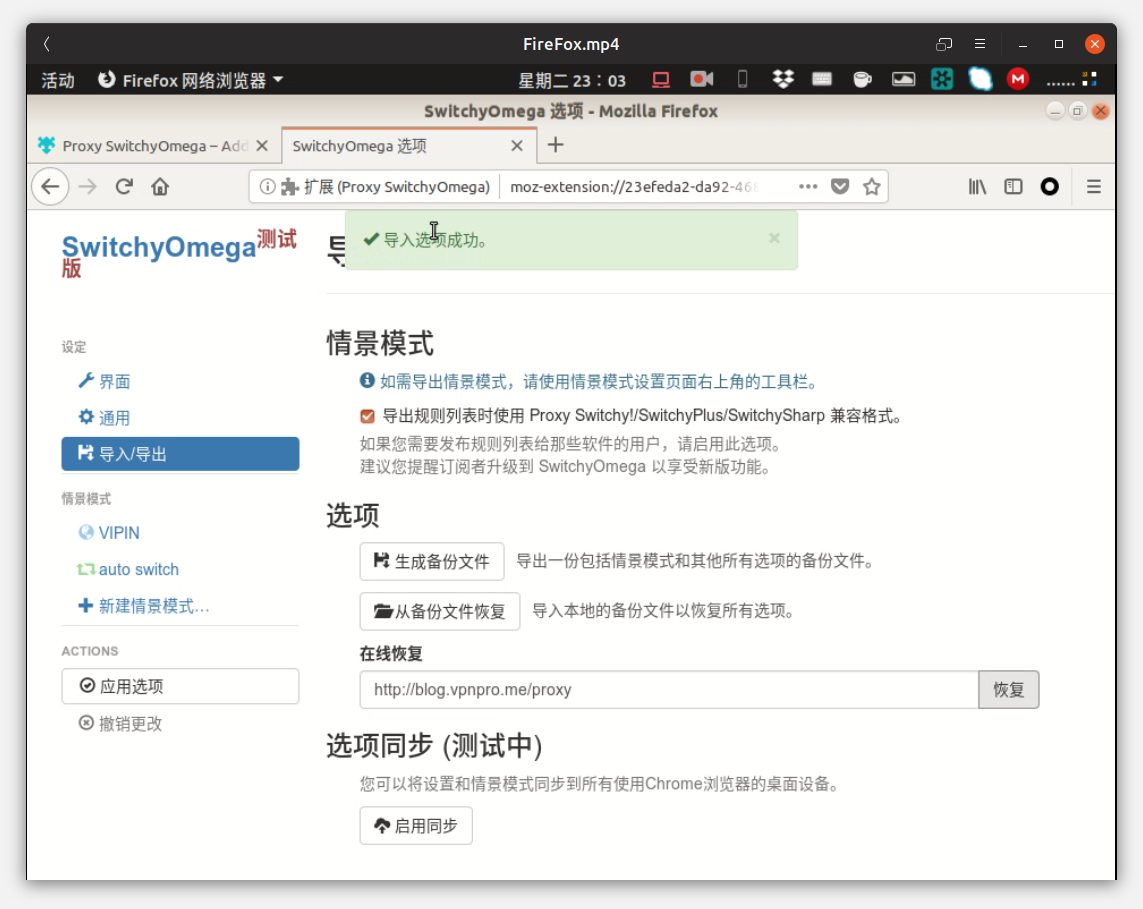 FireFox.mp4
活动 Firefox 网络浏览器 星期二 23：03
SwitchyOmega 选项 - Mozilla Firefox
Proxy SwitchyOmega – Add
SwitchyOmega 选项
扩展 (Proxy SwitchyOmega) moz-extension://23efeda2-da92-468
SwitchyOmega测试
版
导入选项成功。
设定
界面
通用
导入/导出
情景模式
VIPIN
auto switch
新建情景模式…
ACTIONS
应用选项
撤销更改
情景模式
如需导出情景模式，请使用情景模式设置页面右上角的工具栏。
导出规则列表时使用 Proxy Switchy!/SwitchyPlus/SwitchySharp 兼容格式。
如果您需要发布规则列表给那些软件的用户，请启用此选项。
建议您提醒订阅者升级到 SwitchyOmega 以享受新版功能。
选项
生成备份文件 导出一份包括情景模式和其他所有选项的备份文件。
从备份文件恢复 导入本地的备份文件以恢复所有选项。
在线恢复
http://blog.vpnpro.me/proxy 恢复
选项同步 (测试中)
您可以将设置和情景模式同步到所有使用Chrome浏览器的桌面设备。
启用同步